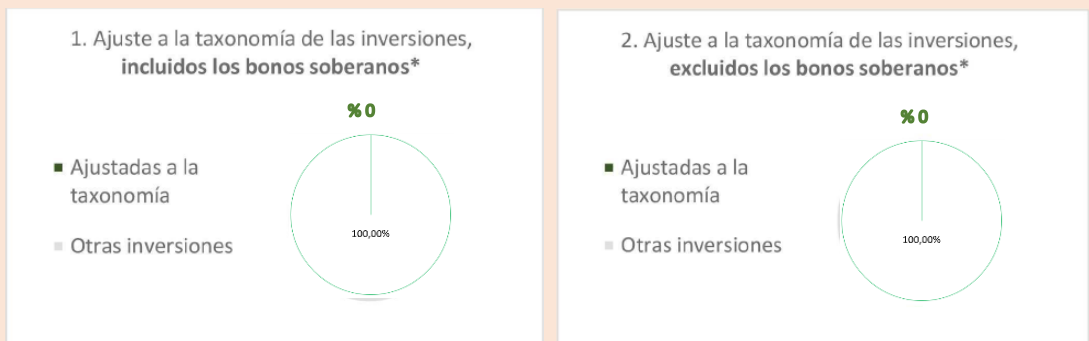 1. Ajuste a la taxonomía de las inversiones,
incluidos los bonos soberanos*
% 0
Ajustadas a la
taxonomía
Otras inversiones
100,00%
2. Ajuste a la taxonomía de las inversiones,
excluidos los bonos soberanos*
% 0
Ajustadas a la
taxonomía
Otras inversiones
100,00%